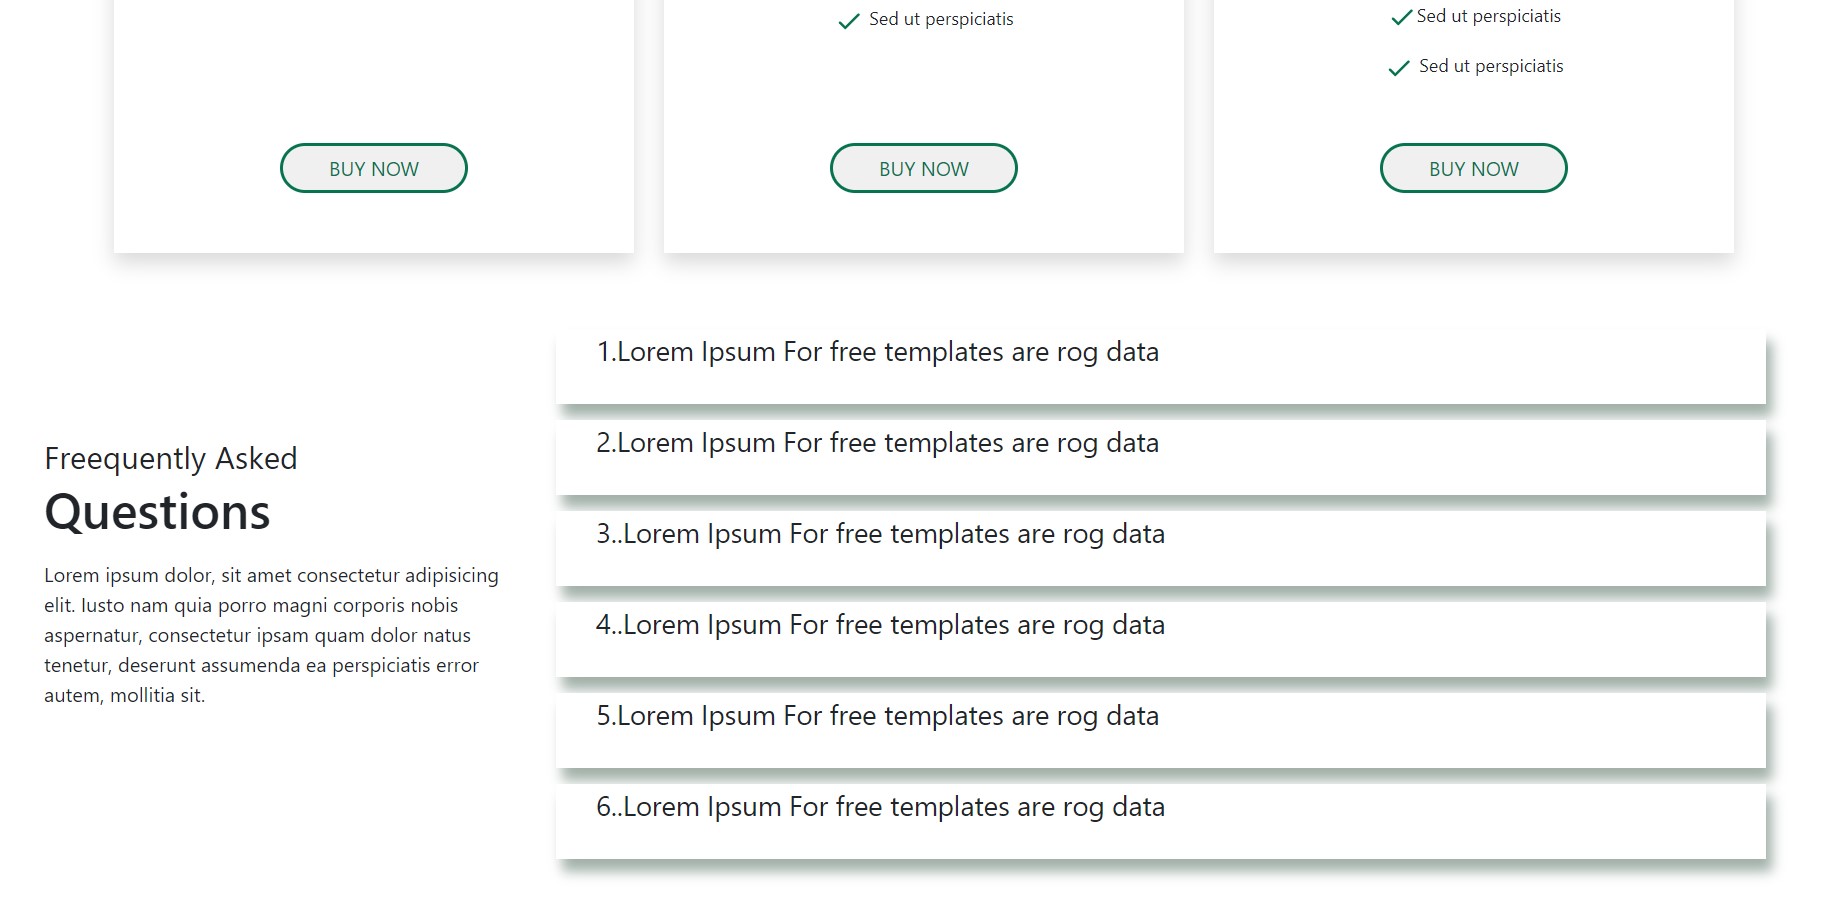 Sed ut perspiciatis
Sed ut perspiciatis
Sed ut perspiciatis
BUY NOW
BUY NOW
BUY NOW
Freequently Asked
Questions
Lorem ipsum dolor, sit amet consectetur adipisicing
elit. Iusto nam quia porro magni corporis nobis
aspernatur, consectetur ipsam quam dolor natus
tenetur, deserunt assumenda ea perspiciatis error
autem, mollitia sit.
1.Lorem Ipsum For free templates are rog data
2.Lorem Ipsum For free templates are rog data
3..Lorem Ipsum For free templates are rog data
4..Lorem Ipsum For free templates are rog data
5.Lorem Ipsum For free templates are rog data
6..Lorem Ipsum For free templates are rog data